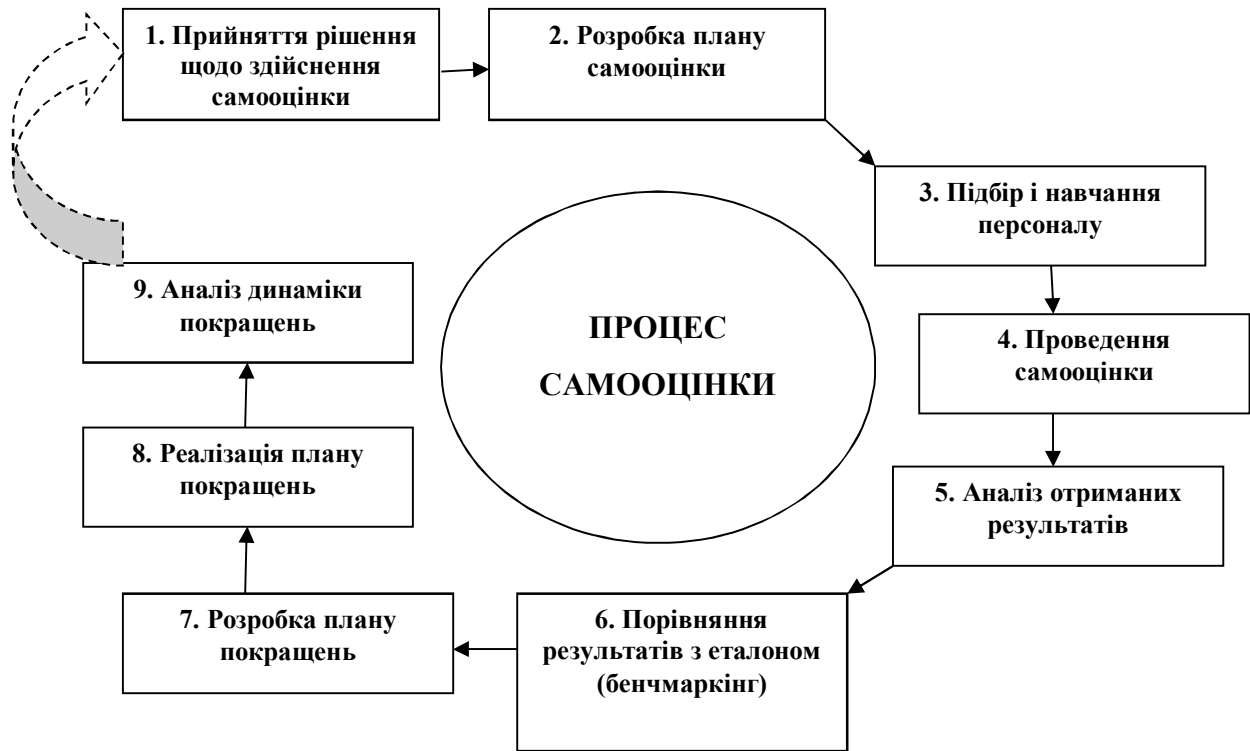 1. Прийняття рішення
щодо здійснення
самооцінки
2. Розробка плану
самооцінки
3. Підбір і навчання
персоналу
4. Проведення
самооцінки
5. Аналіз отриманих
результатів
6. Порівняння
результатів з еталоном
(бенчмаркінг)
7. Розробка плану
покращень
8. Реалізація плану
покращень
9. Аналіз динаміки
покращень
ПРОЦЕС
САМООЦІНКИ